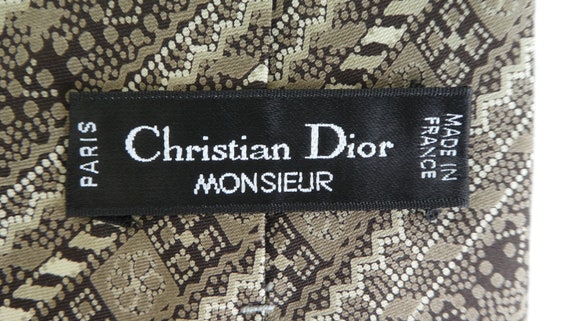 PARIS
Christian Dior
MONSIEUR
MADE IN
FRANCE